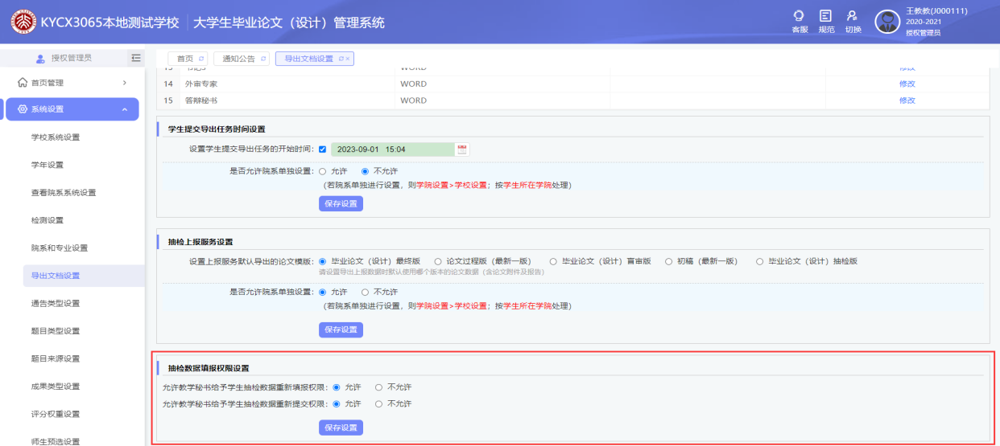 KYCX3065本地测试学校 大学生毕业论文（设计）管理系统
客服 规范 切换
王教教(J000111)
2020-2021
授权管理员
授权管理员
首页 通知公告 导出文档设置
首页管理
系统设置
学校系统设置
学年设置
查看院系系统设置
检测设置
院系和专业设置
导出文档设置
通告类型设置
题目类型设置
题目来源设置
成果类型设置
评分权重设置
师生预选设置
14 外审专家 WORD 修改
15 答辩秘书 WORD 修改
学生提交导出任务时间设置
设置学生提交导出任务的开始时间： 2023-09-01 15:04
是否允许院系单独设置： 允许 不允许
（若院系单独进行设置，则学院设置>学校设置；按学生所在学院处理）
保存设置
抽检上报服务设置
设置上报服务默认导出的论文模版： 毕业论文（设计）最终版 论文过程版（最新一版） 毕业论文（设计）盲审版 初稿（最新一版） 毕业论文（设计）抽检版
请设置导出上报数据时默认使用哪个版本的论文数据（含论文附件及报告）
是否允许院系单独设置： 允许 不允许
（若院系单独进行设置，则学院设置>学校设置；按学生所在学院处理）
保存设置
抽检数据填报权限设置
允许教学秘书给予学生抽检数据重新填报权限： 允许 不允许
允许教学秘书给予学生抽检数据重新提交权限： 允许 不允许
保存设置